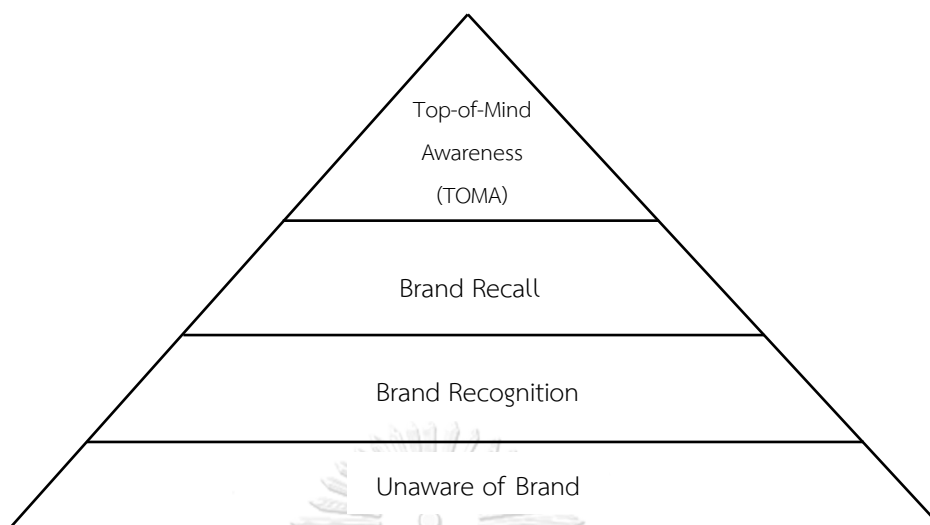 Top-of-Mind
Awareness
(TOMA)
Brand Recall
Brand Recognition
Unaware of Brand